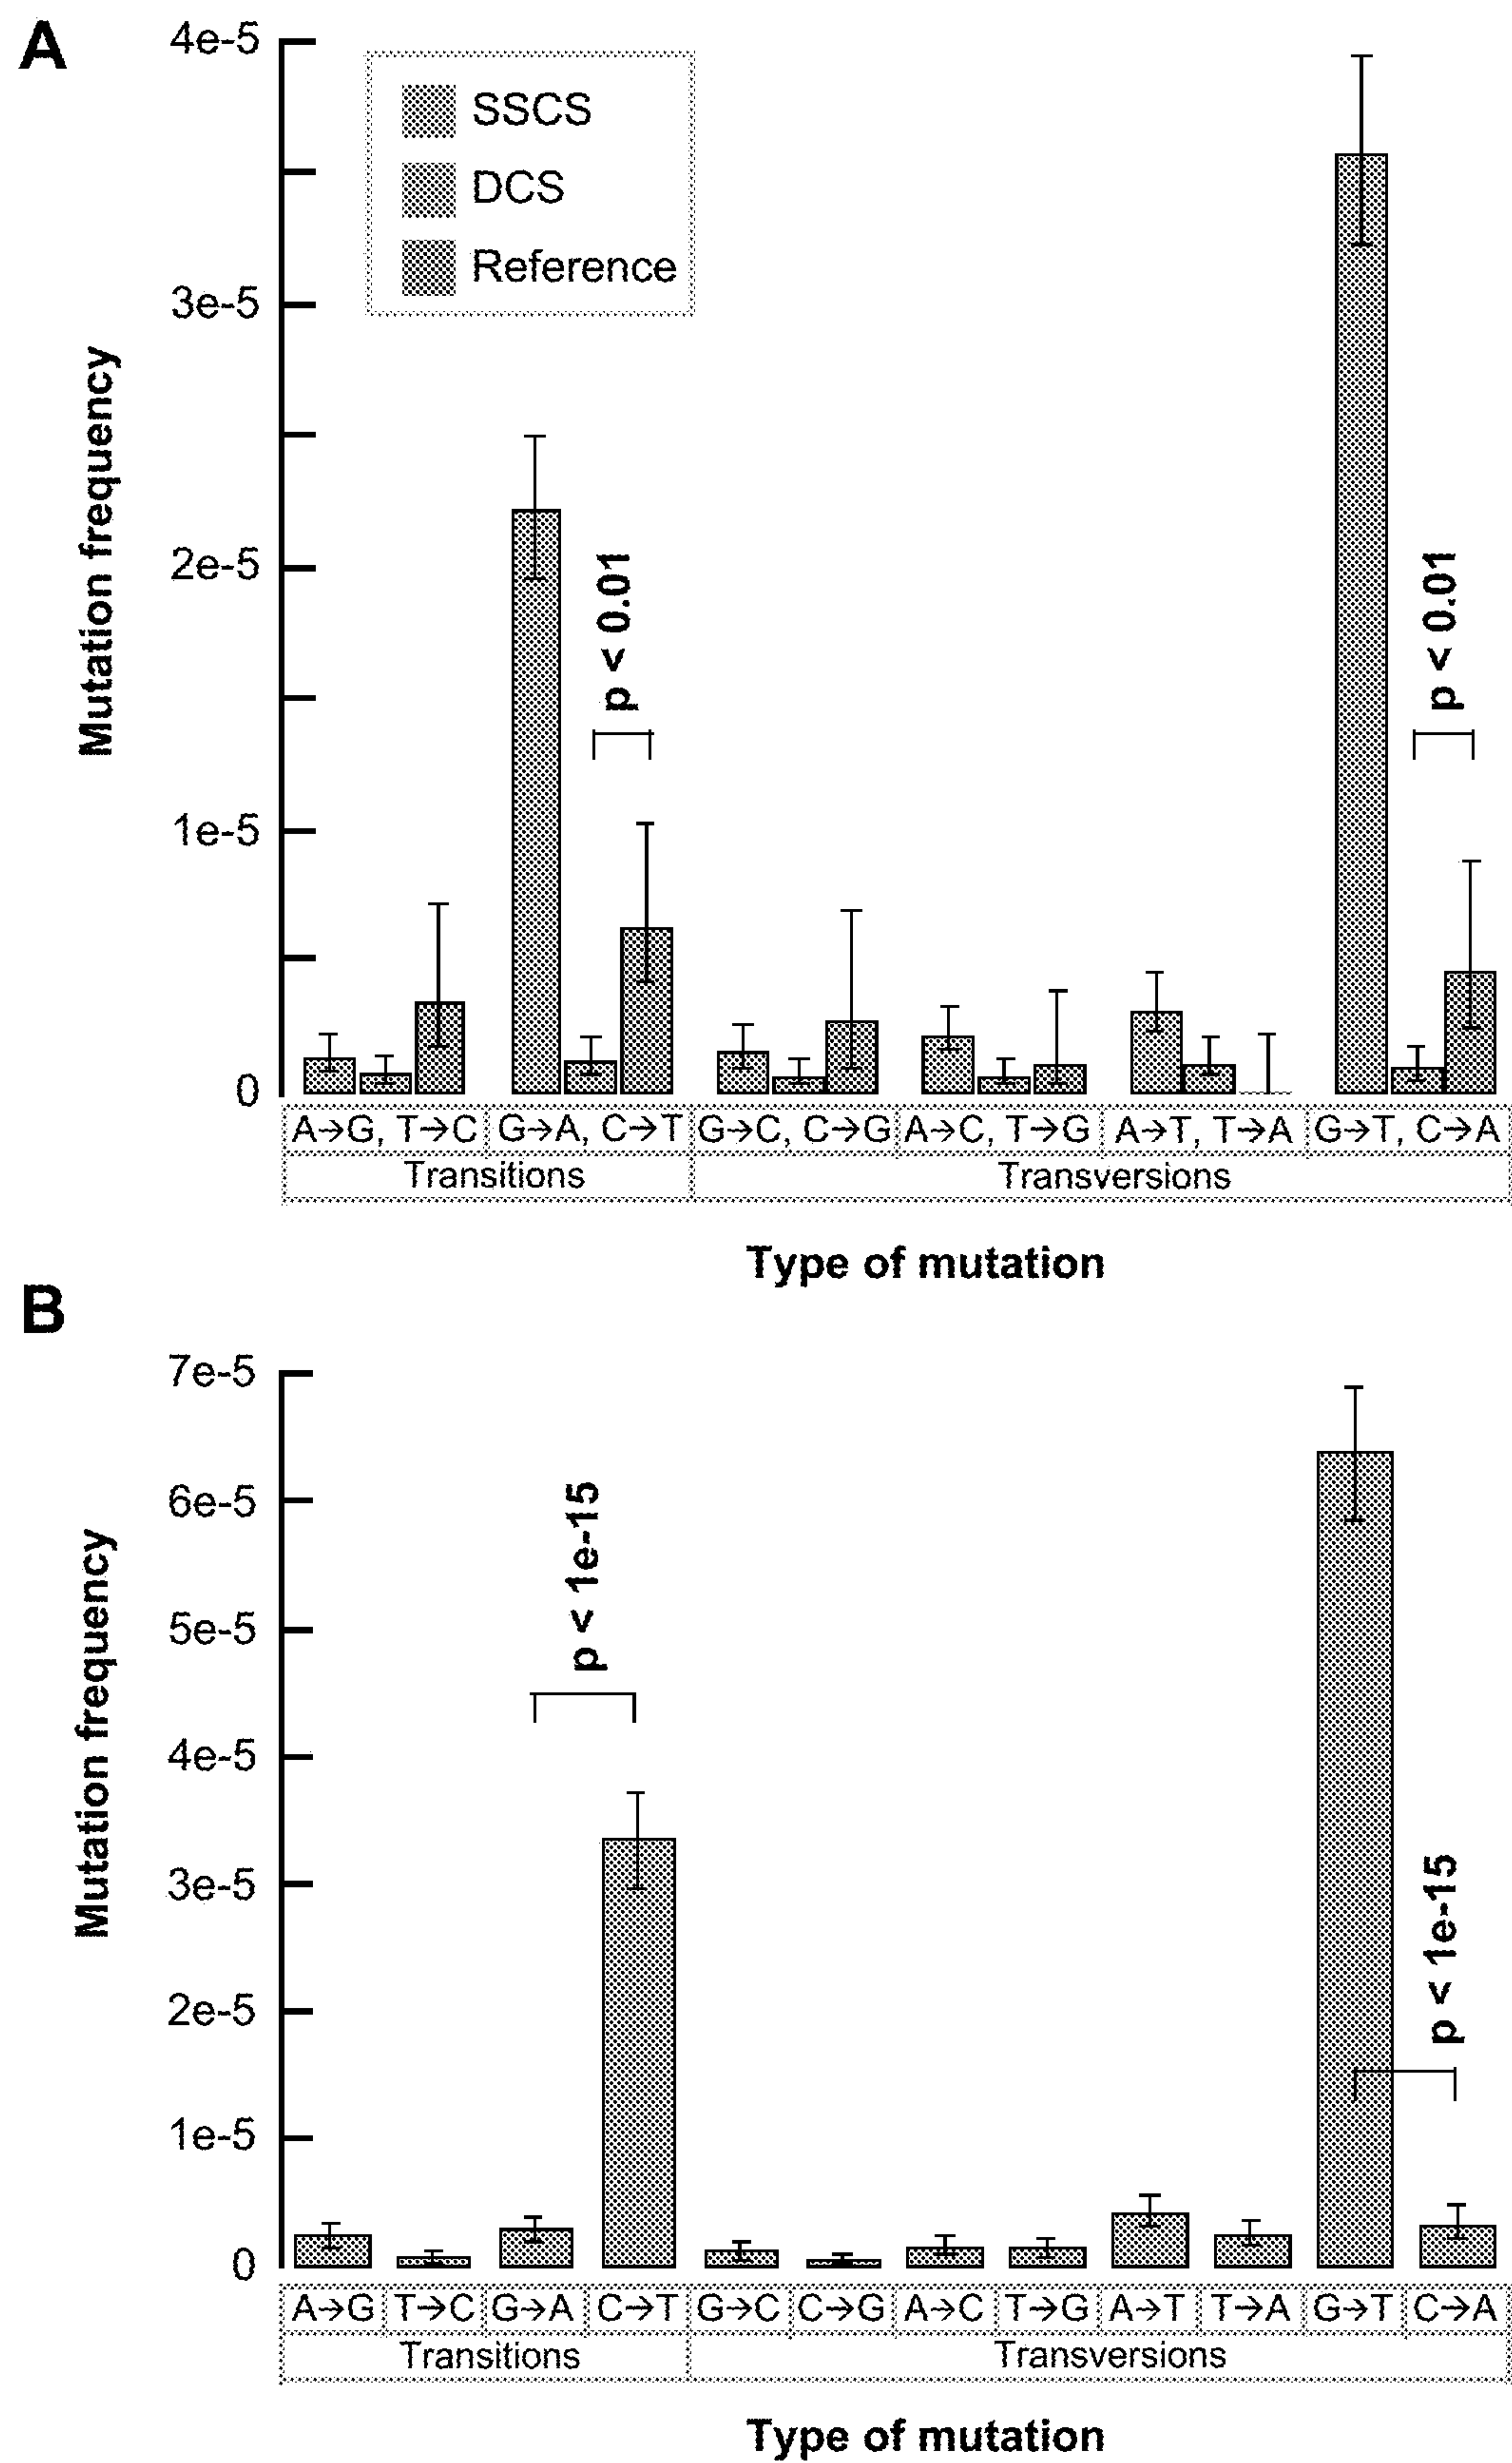 A
4e-5
3e-5
2e-5
1e-5
0
Mutation frequency
SSCS
DCS
Reference
p < 0.01
p < 0.01
A→G, T→C G→A, C→T G→C, C→G A→C, T→G A→T, T→A G→T, C→A
Transitions Transversions
Type of mutation
B
7e-5
6e-5
5e-5
4e-5
3e-5
2e-5
1e-5
0
Mutation frequency
p < 1e-15
p < 1e-15
A→G T→C G→A C→T G→C C→G A→C T→G A→T T→A G→T C→A
Transitions Transversions
Type of mutation